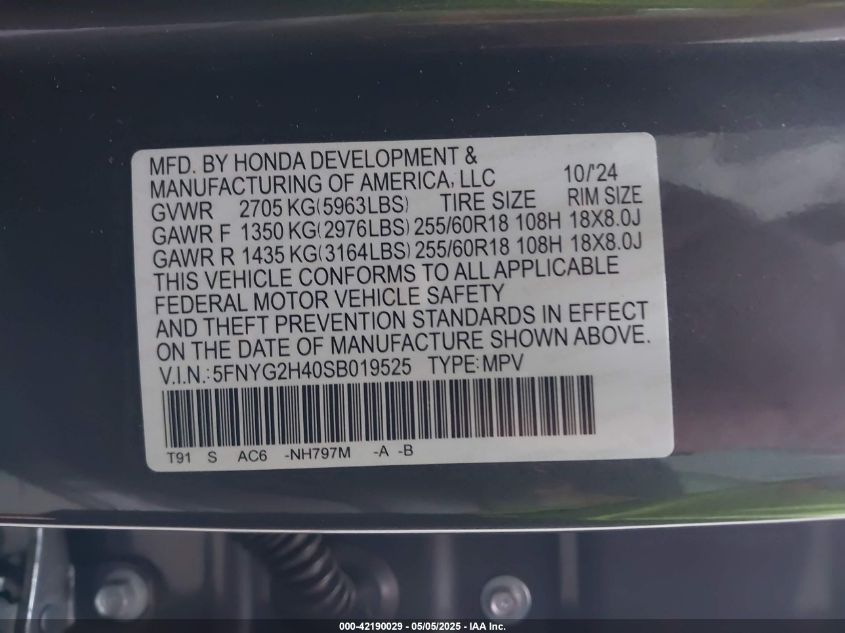 MFD. BY HONDA DEVELOPMENT &
MANUFACTURING OF AMERICA, LLC 10/'24
GVWR 2705 KG(5963LBS) TIRE SIZE RIM SIZE
GAWR F 1350 KG(2976LBS) 255/60R18 108H 18X8.0J
GAWR R 1435 KG(3164LBS) 255/60R18 108H 18X8.0J
THIS VEHICLE CONFORMS TO ALL APPLICABLE
FEDERAL MOTOR VEHICLE SAFETY
AND THEFT PREVENTION STANDARDS IN EFFECT
ON THE DATE OF MANUFACTURE SHOWN ABOVE.
V.I.N.:5FNYG2H40SB019525 TYPE:MPV
T91 S AC6 -NH797M -A -B
000-42190029 - 05/05/2025 - IAA Inc.